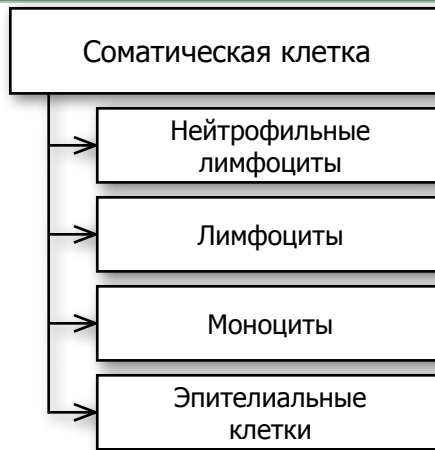 Соматическая клетка
Нейтрофильные
лимфоциты
Лимфоциты
Моноциты
Эпителиальные
клетки